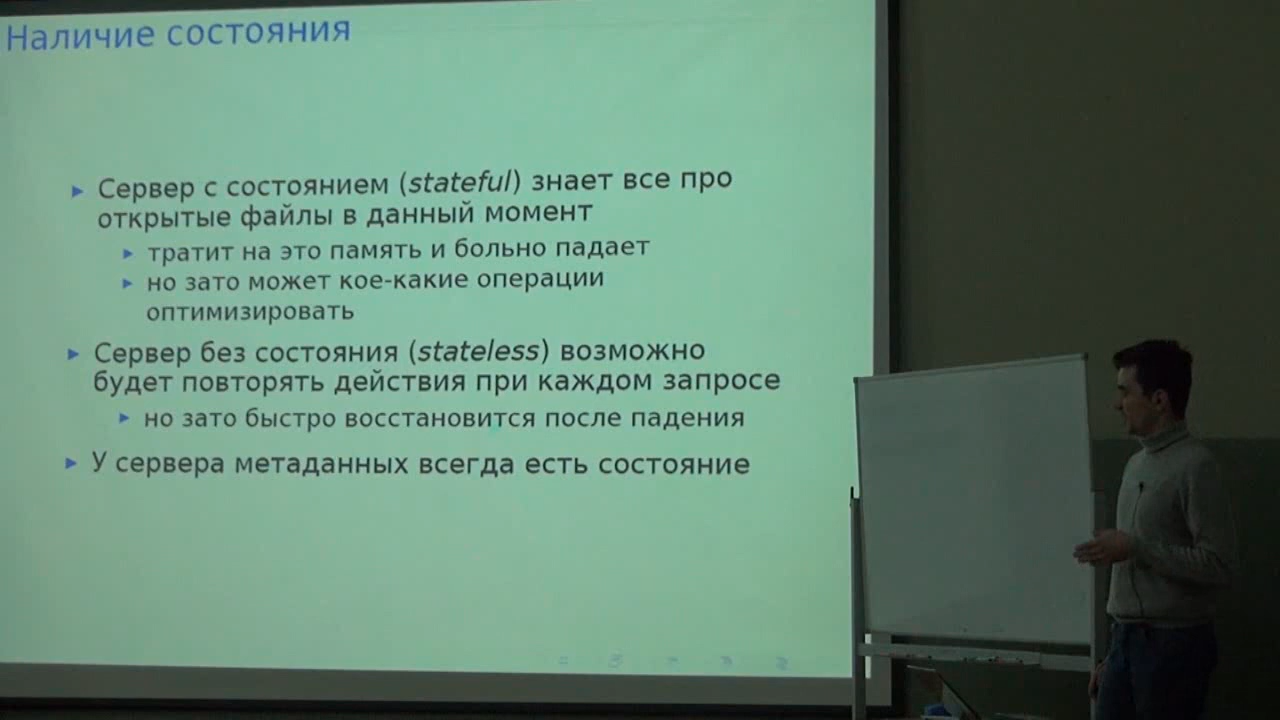 Наличие состояния
Сервер с состоянием (stateful) знает все про
открытые файлы в данный момент
тратит на это память и больно падает
но зато может кое-какие операции
оптимизировать
Сервер без состояния (stateless) возможно
будет повторять действия при каждом запросе
но зато быстро восстановится после падения
У сервера метаданных всегда есть состояние